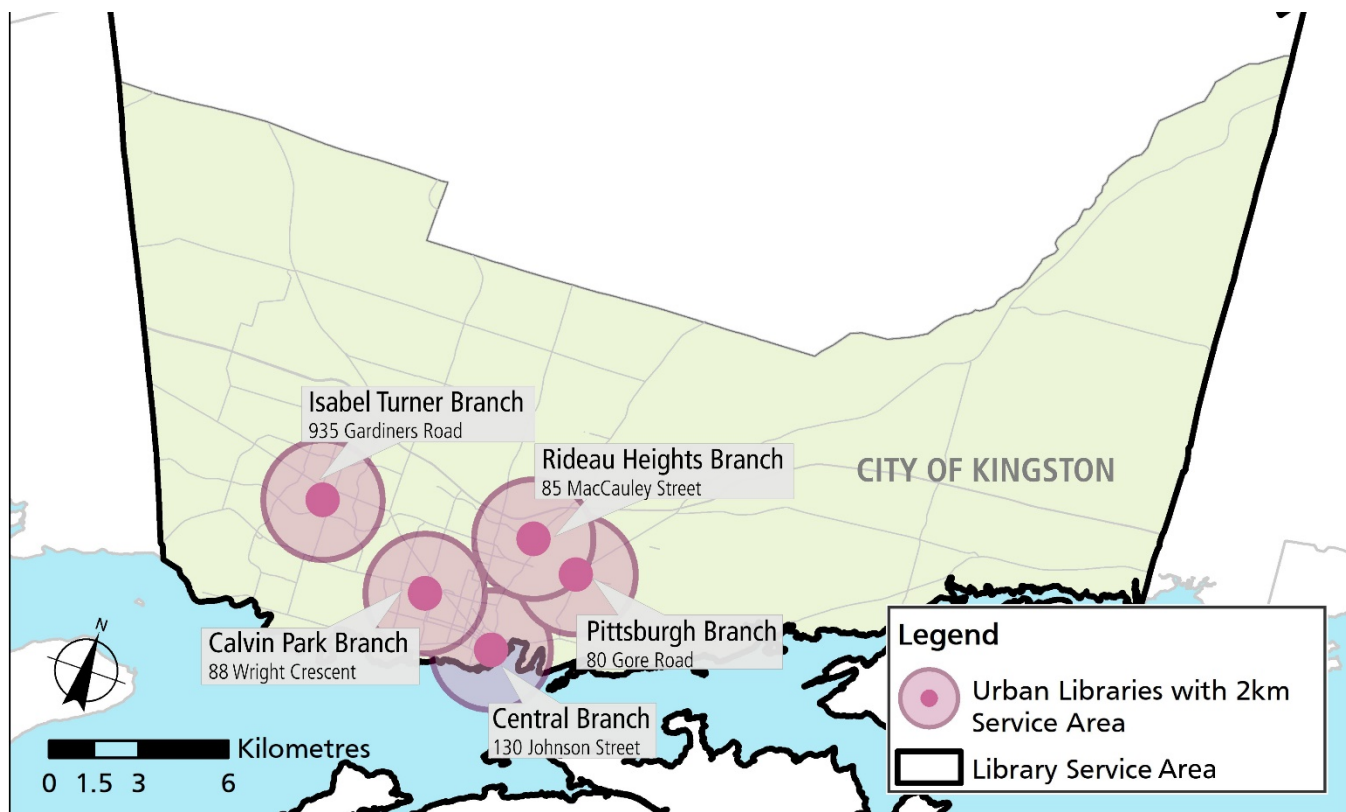 Isabel Turner Branch
935 Gardiners Road
Rideau Heights Branch
85 MacCauley Street
CITY OF KINGSTON
Calvin Park Branch
88 Wright Crescent
Pittsburgh Branch
80 Gore Road
Central Branch
130 Johnson Street
N
Kilometres
0 1.5 3 6
Legend
Urban Libraries with 2km
Service Area
Library Service Area